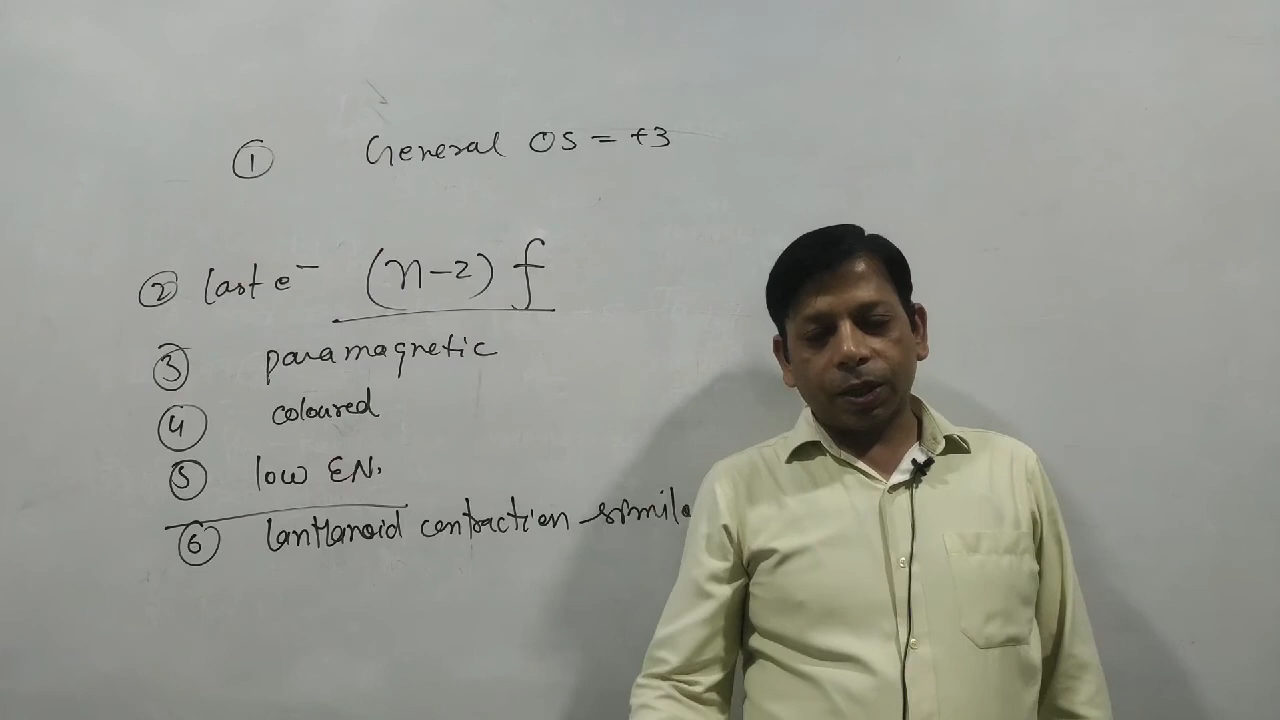 ① General OS = +3
② last e⁻ (n-2) f
③ paramagnetic
④ coloured
⑤ low EN.
⑥ lanthanoid contraction